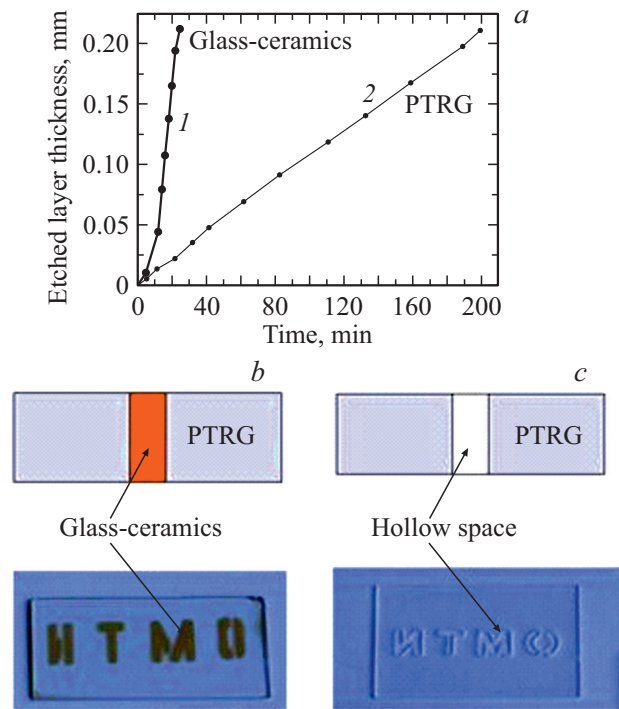 a
0.20
0.15
0.10
0.05
0
Etched layer thickness, mm
Glass-ceramics
1
2
PTRG
0 40 80 120 160 200
Time, min
b
PTRG
Glass-ceramics
ИТМО
c
PTRG
Hollow space
ИТМО